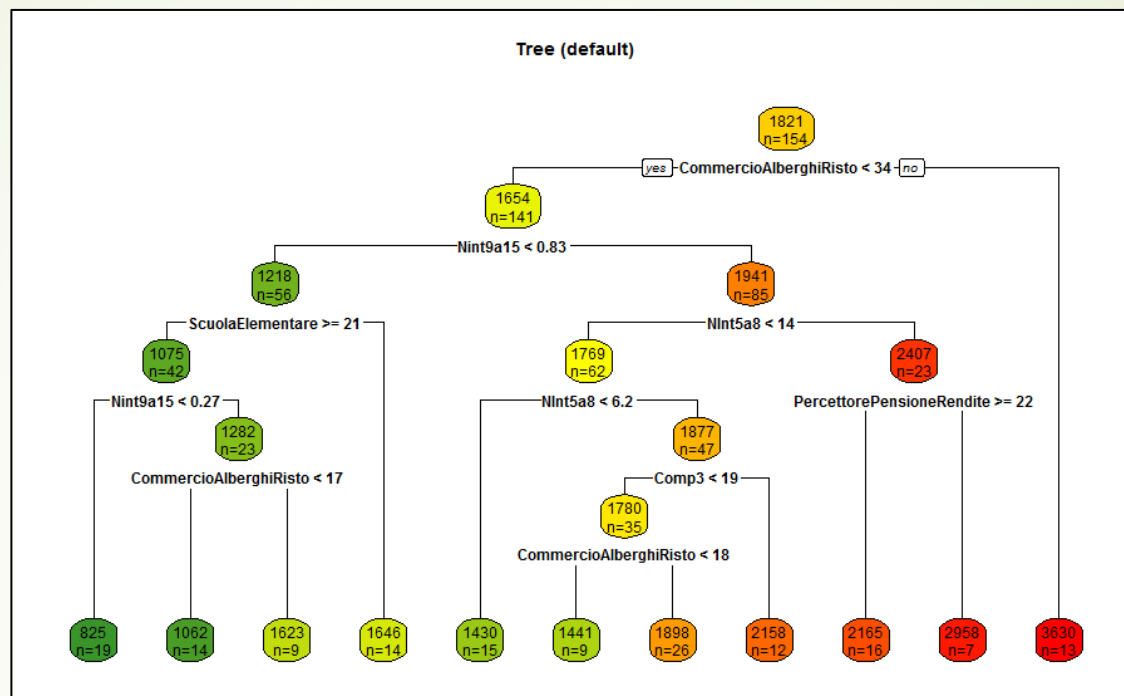 Tree (default)
1821
n=154
yes
CommercioAlberghiRisto < 34
no
1654
n=141
Nint9a15 < 0.83
1218
n=56
1941
n=85
ScuolaElementare >= 21
NInt5a8 < 14
1075
n=42
1769
n=62
2407
n=23
Nint9a15 < 0.27
NInt5a8 < 6.2
PercettorePensioneRendite >= 22
1282
n=23
1877
n=47
CommercioAlberghiRisto < 17
Comp3 < 19
1780
n=35
CommercioAlberghiRisto < 18
825
n=19
1062
n=14
1623
n=9
1646
n=14
1430
n=15
1441
n=9
1898
n=26
2158
n=12
2165
n=16
2958
n=7
3630
n=13